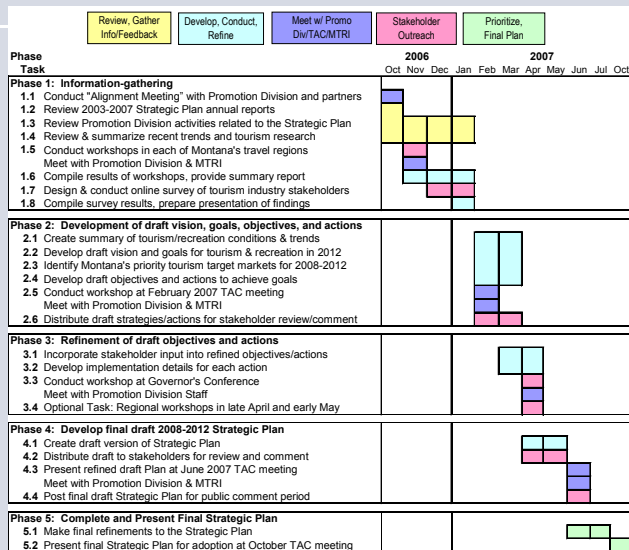 Review, Gather
Info/Feedback
Develop, Conduct,
Refine
Meet w/ Promo
Div/TAC/MTRI
Stakeholder
Outreach
Prioritize,
Final Plan
Phase 2006 2007
Task Oct Nov Dec Jan Feb Mar Apr May Jun Jul Oct
Phase 1: Information-gathering
1.1 Conduct "Alignment Meeting" with Promotion Division and partners
1.2 Review 2003-2007 Strategic Plan annual reports
1.3 Review Promotion Division activities related to the Strategic Plan
1.4 Review & summarize recent trends and tourism research
1.5 Conduct workshops in each of Montana's travel regions
Meet with Promotion Division & MTRI
1.6 Compile results of workshops, provide summary report
1.7 Design & conduct online survey of tourism industry stakeholders
1.8 Compile survey results, prepare presentation of findings
Phase 2: Development of draft vision, goals, objectives, and actions
2.1 Create summary of tourism/recreation conditions & trends
2.2 Develop draft vision and goals for tourism & recreation in 2012
2.3 Identify Montana's priority tourism target markets for 2008-2012
2.4 Develop draft objectives and actions to achieve goals
2.5 Conduct workshop at February 2007 TAC meeting
Meet with Promotion Division & MTRI
2.6 Distribute draft strategies/actions for stakeholder review/comment
Phase 3: Refinement of draft objectives and actions
3.1 Incorporate stakeholder input into refined objectives/actions
3.2 Develop implementation details for each action
3.3 Conduct workshop at Governor's Conference
Meet with Promotion Division Staff
3.4 Optional Task: Regional workshops in late April and early May
Phase 4: Develop final draft 2008-2012 Strategic Plan
4.1 Create draft version of Strategic Plan
4.2 Distribute draft to stakeholders for review and comment
4.3 Present refined draft Plan at June 2007 TAC meeting
Meet with Promotion Division & MTRI
4.4 Post final draft Strategic Plan for public comment period
Phase 5: Complete and Present Final Strategic Plan
5.1 Make final refinements to the Strategic Plan
5.2 Present final Strategic Plan for adoption at October TAC meeting